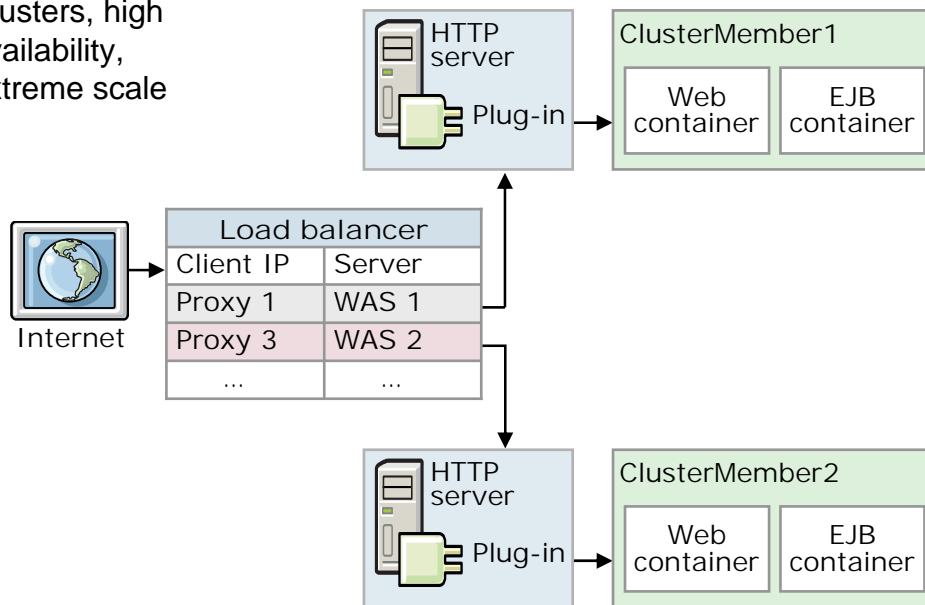 usters, high
vailability,
xtreme scale
HTTP
server
Plug-in
ClusterMember1
Web
container
EJB
container
Internet
Load balancer
Client IP
Server
Proxy 1
WAS 1
Proxy 3
WAS 2
...
...
HTTP
server
Plug-in
ClusterMember2
Web
container
EJB
container